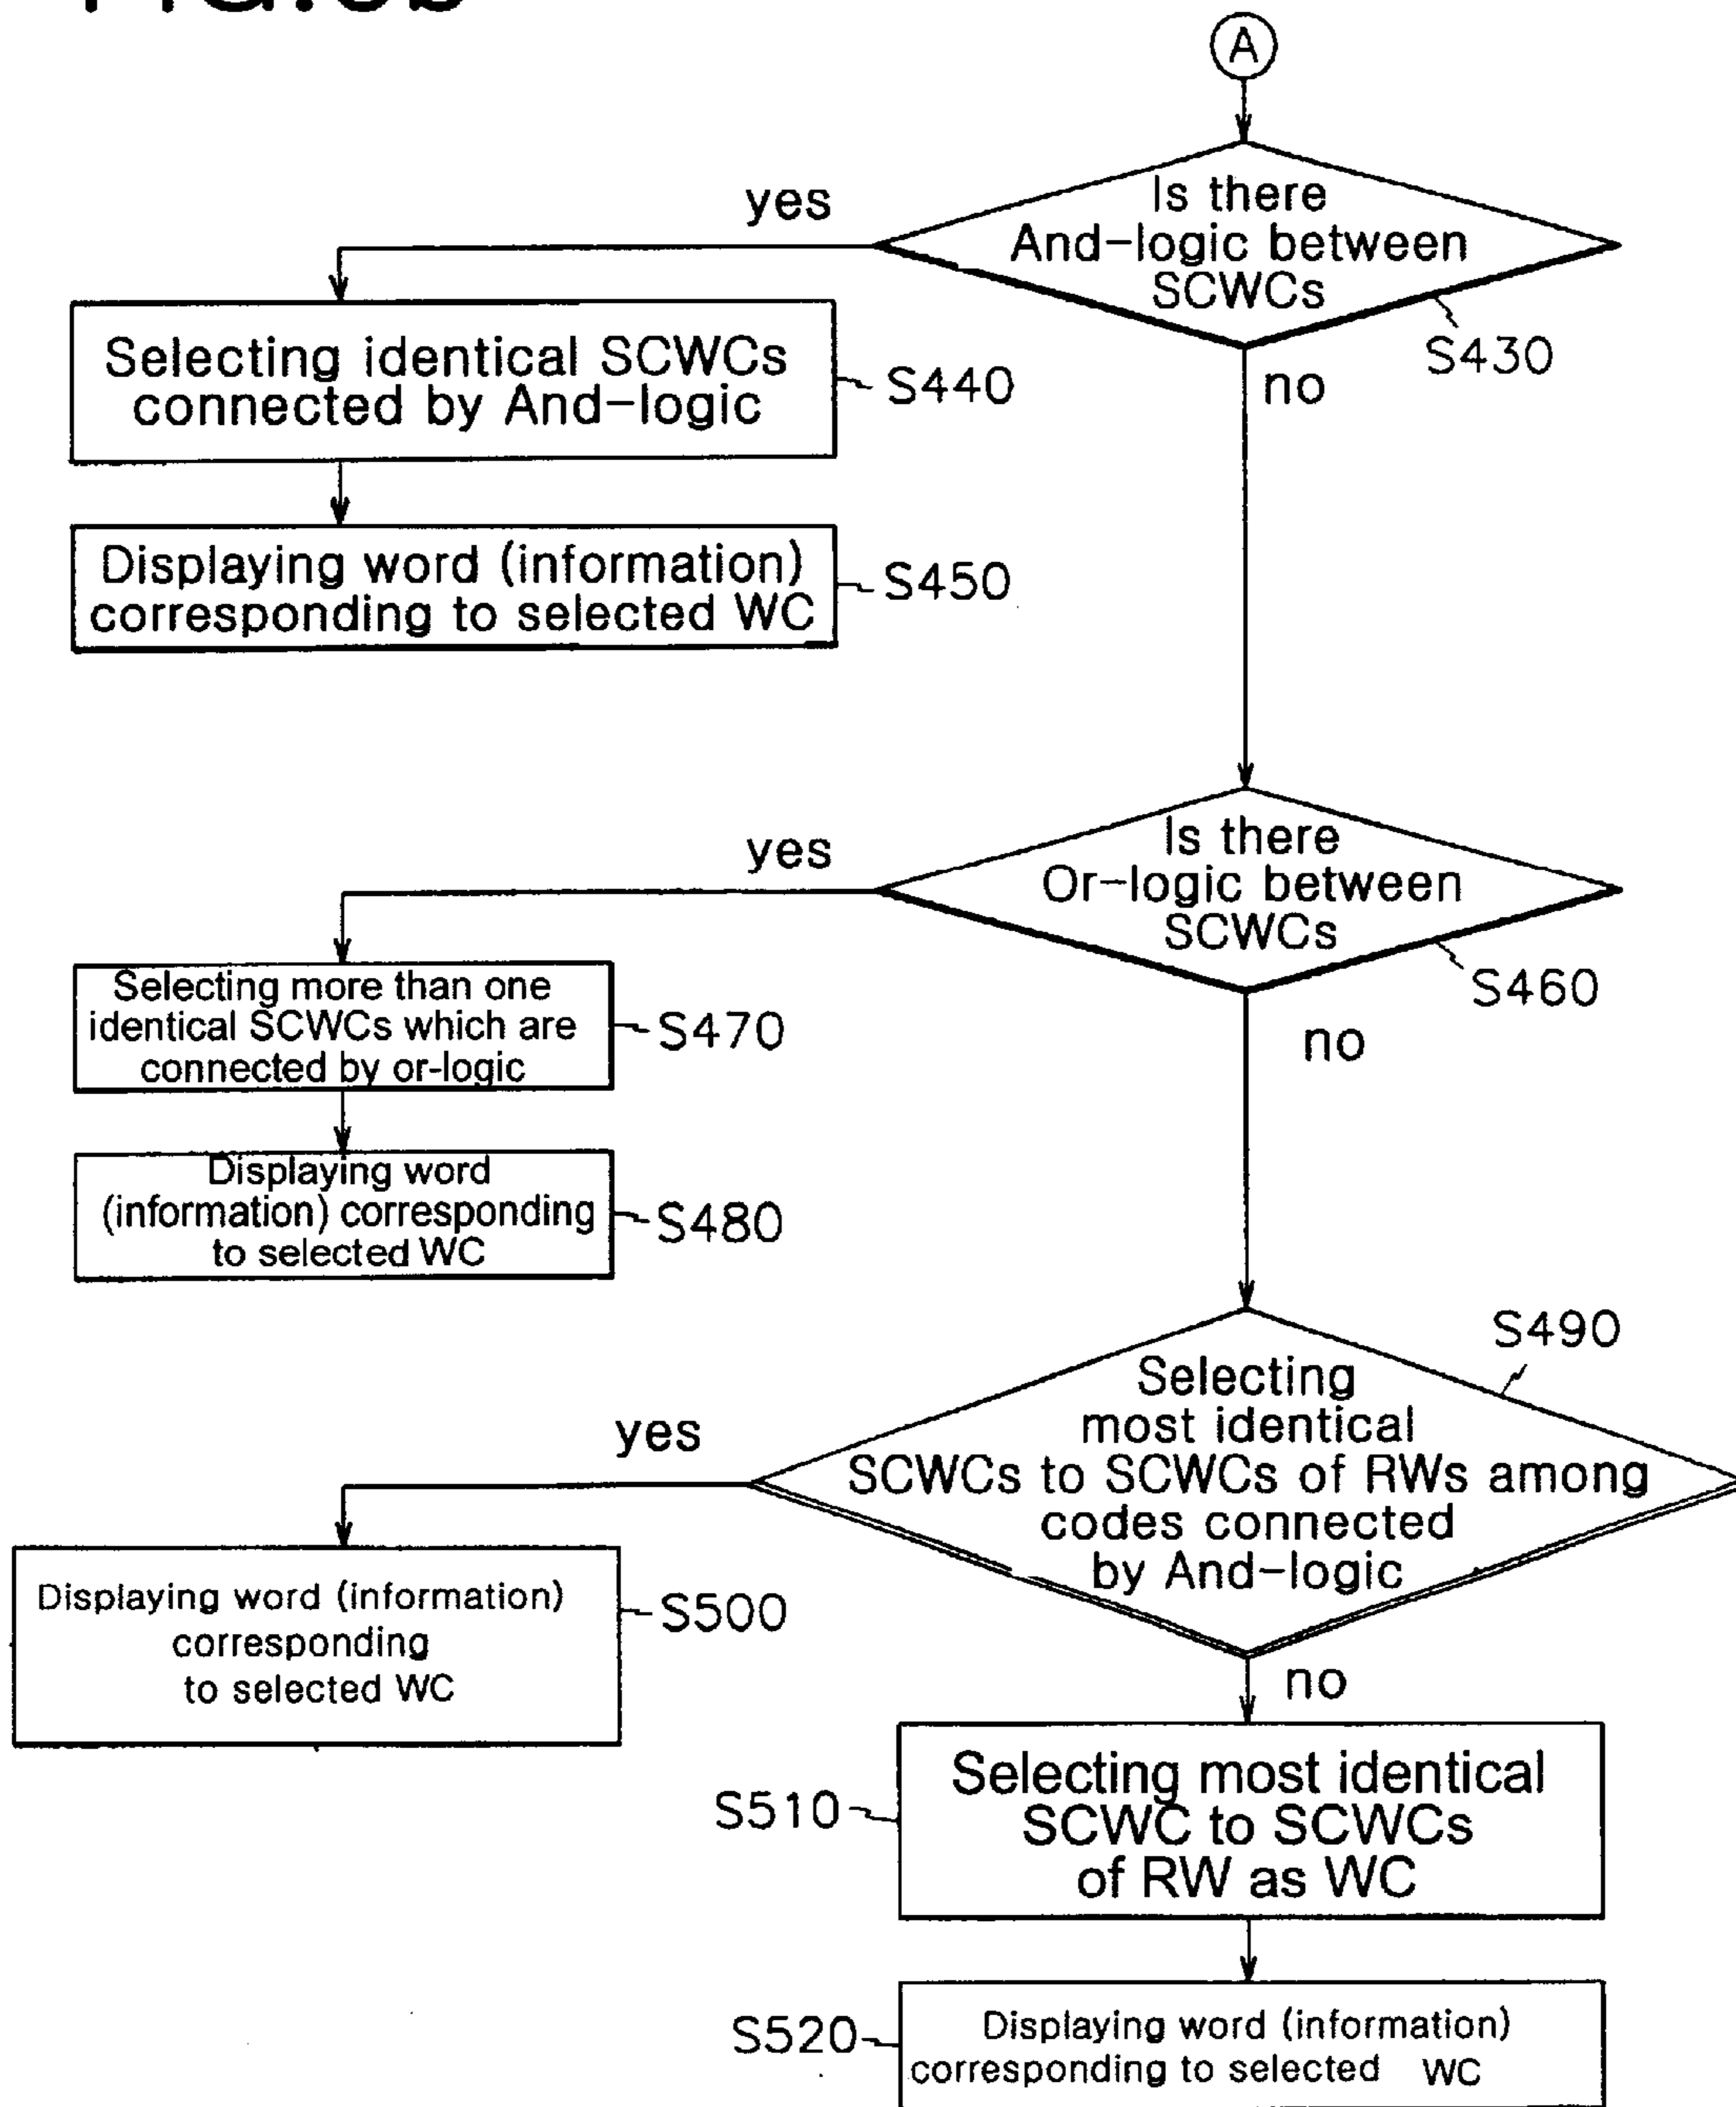 A
Is there
And-logic between
SCWCs
S430
yes
no
Selecting identical SCWCs
connected by And-logic
S440
Displaying word (information)
corresponding to selected WC
S450
Is there
Or-logic between
SCWCs
S460
yes
no
Selecting more than one
identical SCWCs which are
connected by or-logic
S470
Displaying word
(information) corresponding
to selected WC
S480
S490
Selecting
most identical
SCWCs to SCWCs of RWs among
codes connected
by And-logic
yes
no
Displaying word (information)
corresponding
to selected WC
S500
Selecting most identical
SCWC to SCWCs
of RW as WC
S510
Displaying word (information)
corresponding to selected WC
S520